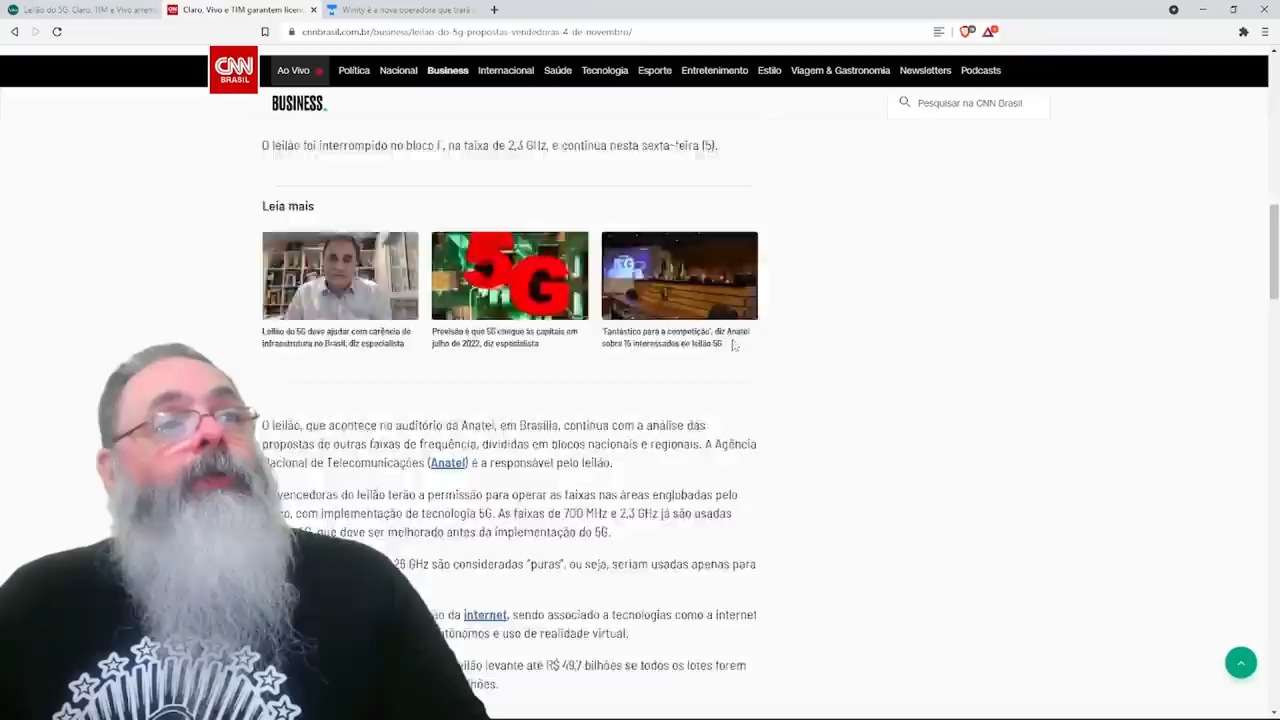 Leilão do 5G: Claro, TIM e Vivo arrem
Claro, Vivo e TIM garantem licen
Winity é a nova operadora que trará
cnnbrasil.com.br/business/leilao-do-5g-propostas-vendedoras-4-de-novembro/
CNN
BRASIL
Ao Vivo
Política
Nacional
Business
Internacional
Saúde
Tecnologia
Esporte
Entretenimento
Estilo
Viagem & Gastronomia
Newsletters
Podcasts
BUSINESS
Pesquisar na CNN Brasil
O leilão foi interrompido no bloco f, na faixa de 2,3 GHz, e continua nesta sexta-feira (5).
Leia mais
5G
Leilão do 5G deve ajudar com carência de
infraestrutura no Brasil, diz especialista
Previsão é que 5G chegue às capitais em
julho de 2022, diz especialista
'Fantástico para a competição', diz Anatel
sobre 15 interessados no leilão 5G
O leilão, que acontece no auditório da Anatel, em Brasília, continua com a análise das
propostas de outras faixas de frequência, divididas em blocos nacionais e regionais. A Agência
Nacional de Telecomunicações (Anatel) é a responsável pelo leilão.
vencedoras do leilão terão a permissão para operar as faixas nas áreas englobadas pelo
, com implementação de tecnologia 5G. As faixas de 700 MHz e 2,3 GHz já são usadas
que deve ser melhorado antes da implementação do 5G.
26 GHz são consideradas "puras", ou seja, seriam usadas apenas para
da internet, sendo associado a tecnologias como a internet
tônomos e uso de realidade virtual.
leilão levante até R$ 49,7 bilhões se todos os lotes forem